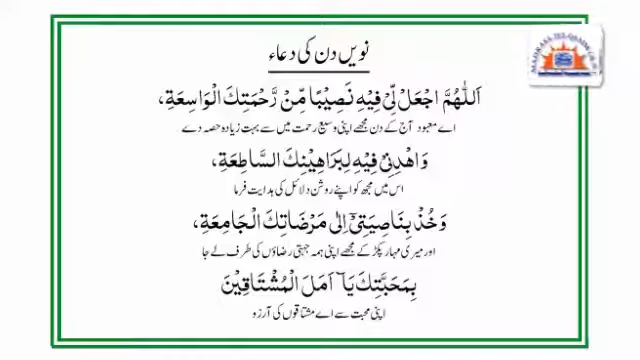 نویں دن کی دعاء
اَللّٰهُمَّ اجْعَلْ لِّیْ فِيْهِ نَصِيْبًا مِّنْ رَّحْمَتِكَ الْوَاسِعَةِ،
اے معبود آج کے دن مجھے اپنی وسیع رحمت میں سے بہت زیادہ حصہ دے
وَاهْدِنِیْ فِيْهِ لِبَرَاهِيْنِكَ السَّاطِعَةِ،
اس میں مجھ کو اپنے روشن دلائل کی ہدایت فرما
وَخُذْ بِنَاصِيَتِیْٓ اِلٰی مَرْضَاتِكَ الْجَامِعَةِ،
اور میری مہار پکڑ کے مجھے اپنی ہمہ جہتی رضاؤں کی طرف لے جا
بِمَحَبَّتِكَ يَآ اَمَلَ الْمُشْتَاقِيْنَ
اپنی محبت سے اے مشتاقوں کی آرزو